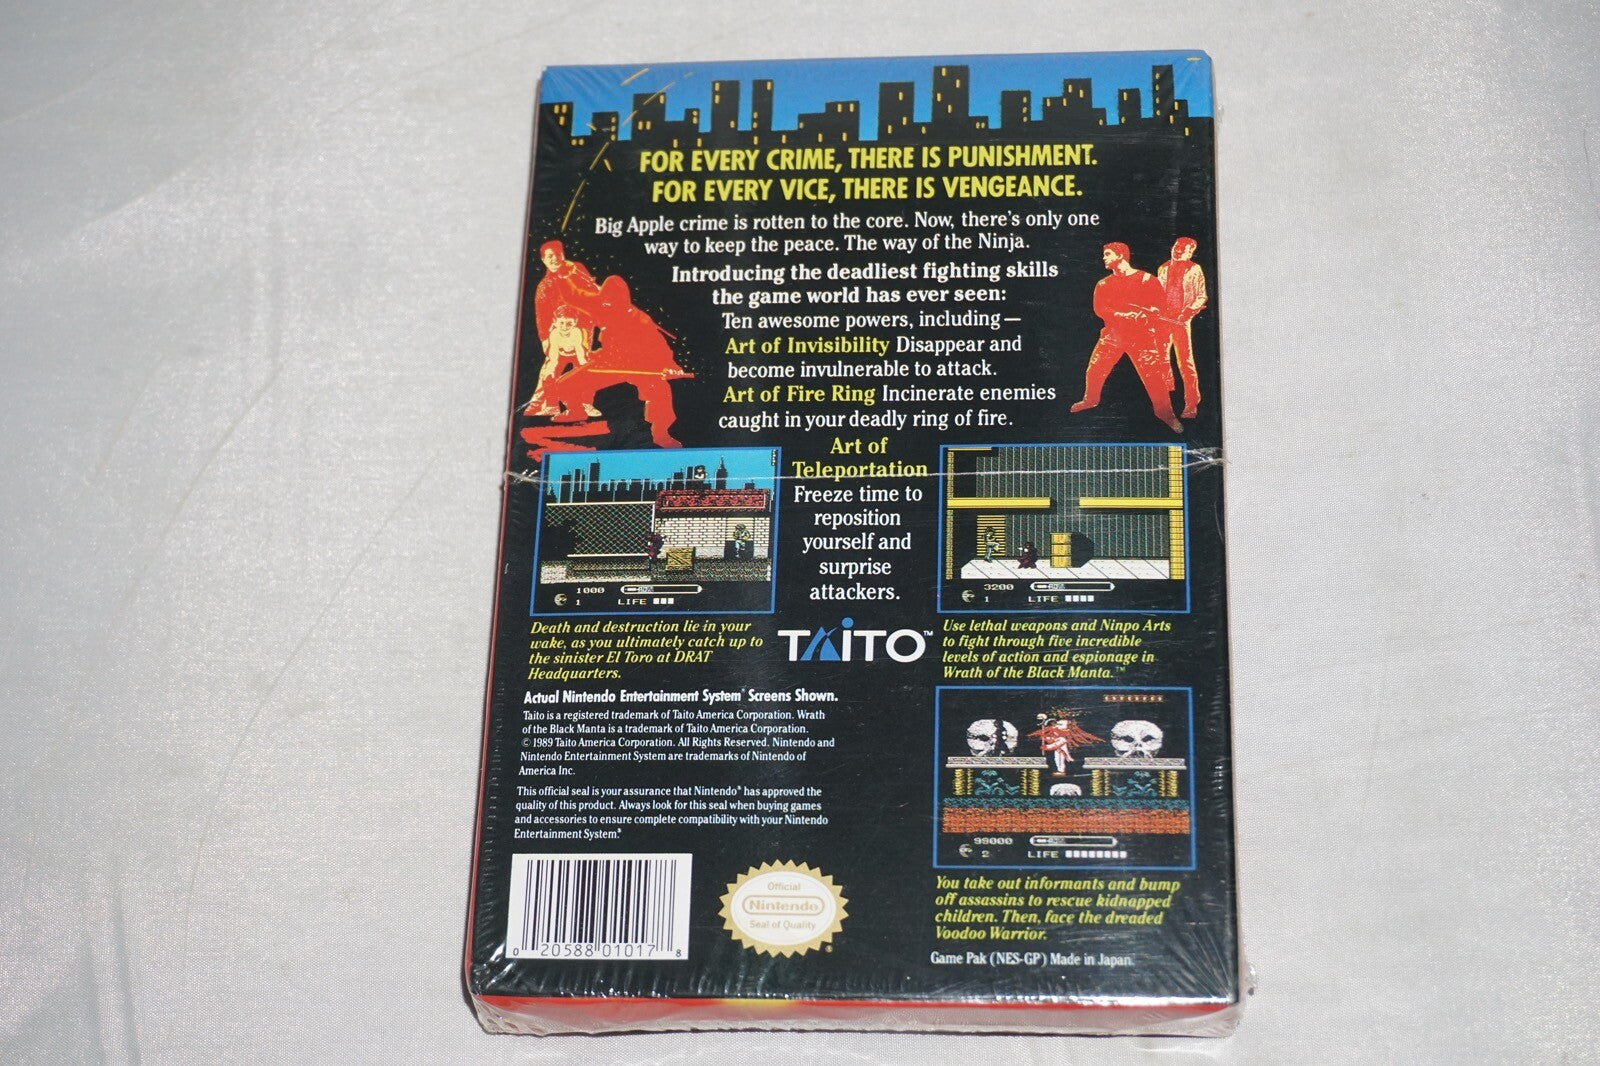 FOR EVERY CRIME, THERE IS PUNISHMENT.
FOR EVERY VICE, THERE IS VENGEANCE.
Big Apple crime is rotten to the core. Now, there's only one
way to keep the peace. The way of the Ninja.
Introducing the deadliest fighting skills
the game world has ever seen:
Ten awesome powers, including—
Art of Invisibility Disappear and
become invulnerable to attack.
Art of Fire Ring Incinerate enemies
caught in your deadly ring of fire.
Art of
Teleportation
Freeze time to
reposition
yourself and
surprise
attackers.
1000
1 LIFE
3200
1 LIFE
TAITO™
Death and destruction lie in your
wake, as you ultimately catch up to
the sinister El Toro at DRAT
Headquarters.
Use lethal weapons and Ninpo Arts
to fight through five incredible
levels of action and espionage in
Wrath of the Black Manta.™
Actual Nintendo Entertainment System® Screens Shown.
Taito is a registered trademark of Taito America Corporation. Wrath
of the Black Manta is a trademark of Taito America Corporation.
© 1989 Taito America Corporation. All Rights Reserved. Nintendo and
Nintendo Entertainment System are trademarks of Nintendo of
America Inc.
This official seal is your assurance that Nintendo® has approved the
quality of this product. Always look for this seal when buying games
and accessories to ensure complete compatibility with your Nintendo
Entertainment System.®
99000
2 LIFE
You take out informants and bump
off assassins to rescue kidnapped
children. Then, face the dreaded
Voodoo Warrior.
Game Pak (NES-GP) Made in Japan.
Official
Nintendo
Seal of Quality
®
0 20588 01017 8